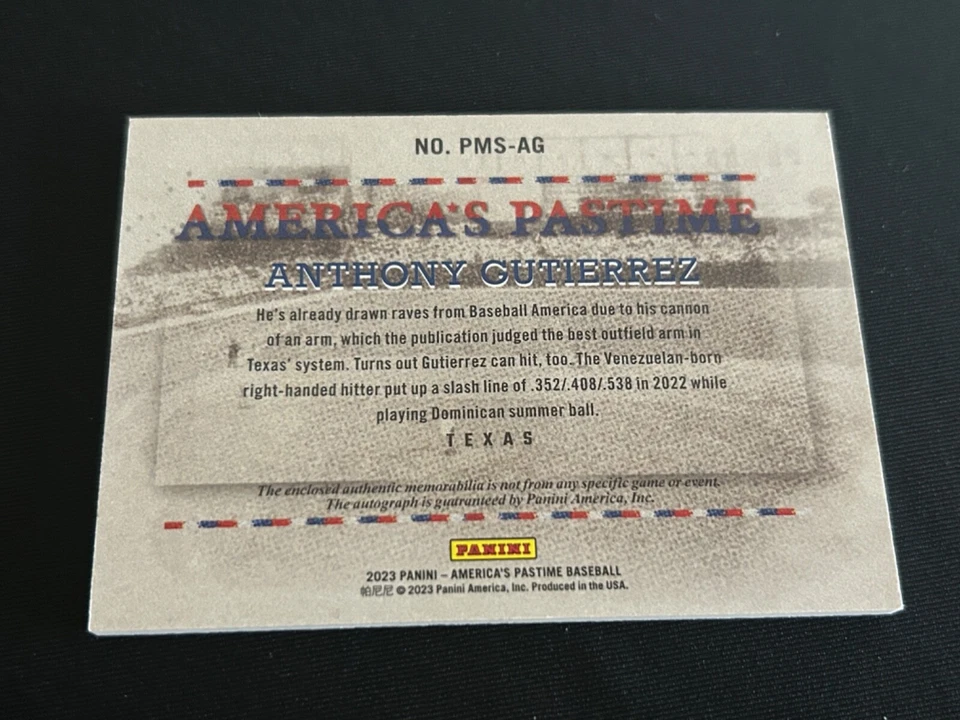 NO. PMS-AG
AMERICA'S PASTIME
ANTHONY GUTIERREZ
He's already drawn raves from Baseball America due to his cannon
of an arm, which the publication judged the best outfield arm in
Texas' system. Turns out Gutierrez can hit, too. The Venezuelan-born
right-handed hitter put up a slash line of .352/.408/.538 in 2022 while
playing Dominican summer ball.
TEXAS
The enclosed authentic memorabilia is not from any specific game or event.
The autograph is guaranteed by Panini America, Inc.
PANINI
2023 PANINI – AMERICA'S PASTIME BASEBALL
帕尼尼 © 2023 Panini America, Inc. Produced in the USA.